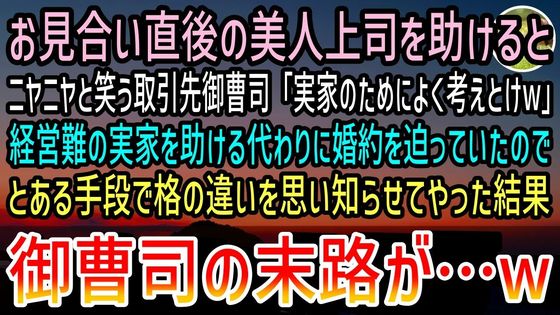 お見合い直後の美人上司を助けると
ニヤニヤと笑う取引先御曹司「実家のためによく考えとけw」
経営難の実家を助ける代わりに婚約を迫っていたので
とある手段で格の違いを思い知らせてやった結果
御曹司の末路が…w